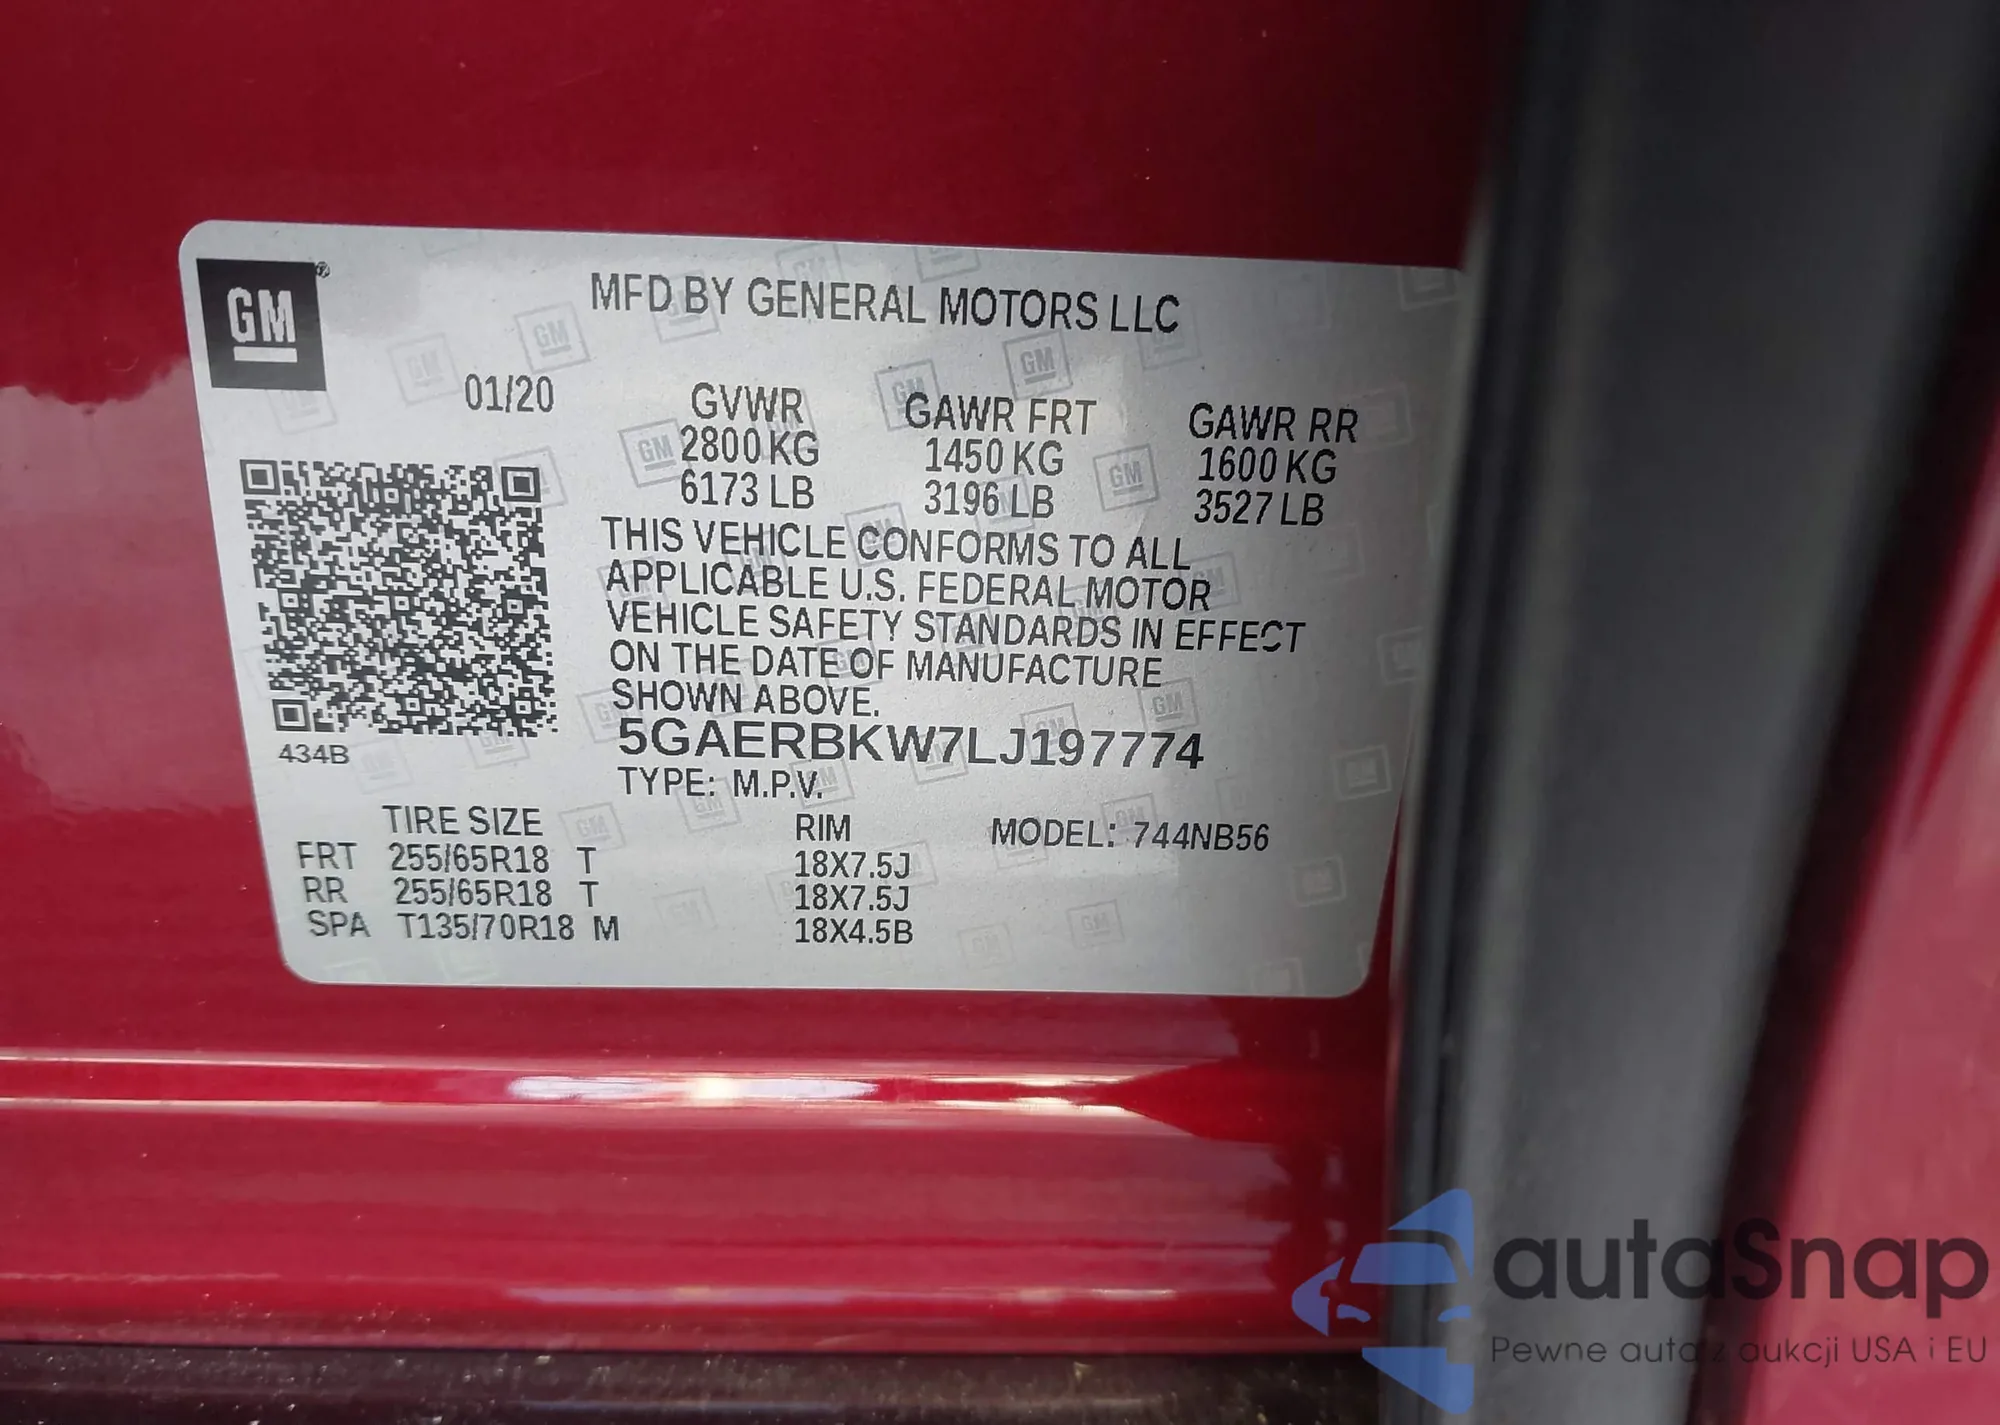 GM
MFD BY GENERAL MOTORS LLC
01/20 GVWR GAWR FRT GAWR RR
2800 KG 1450 KG 1600 KG
6173 LB 3196 LB 3527 LB
THIS VEHICLE CONFORMS TO ALL
APPLICABLE U.S. FEDERAL MOTOR
VEHICLE SAFETY STANDARDS IN EFFECT
ON THE DATE OF MANUFACTURE
SHOWN ABOVE.
5GAERBKW7LJ197774
434B
TYPE: M.P.V.
TIRE SIZE RIM MODEL: 744NB56
FRT 255/65R18 T 18X7.5J
RR 255/65R18 T 18X7.5J
SPA T135/70R18 M 18X4.5B
autaSnap
Pewne auta z aukcji USA i EU